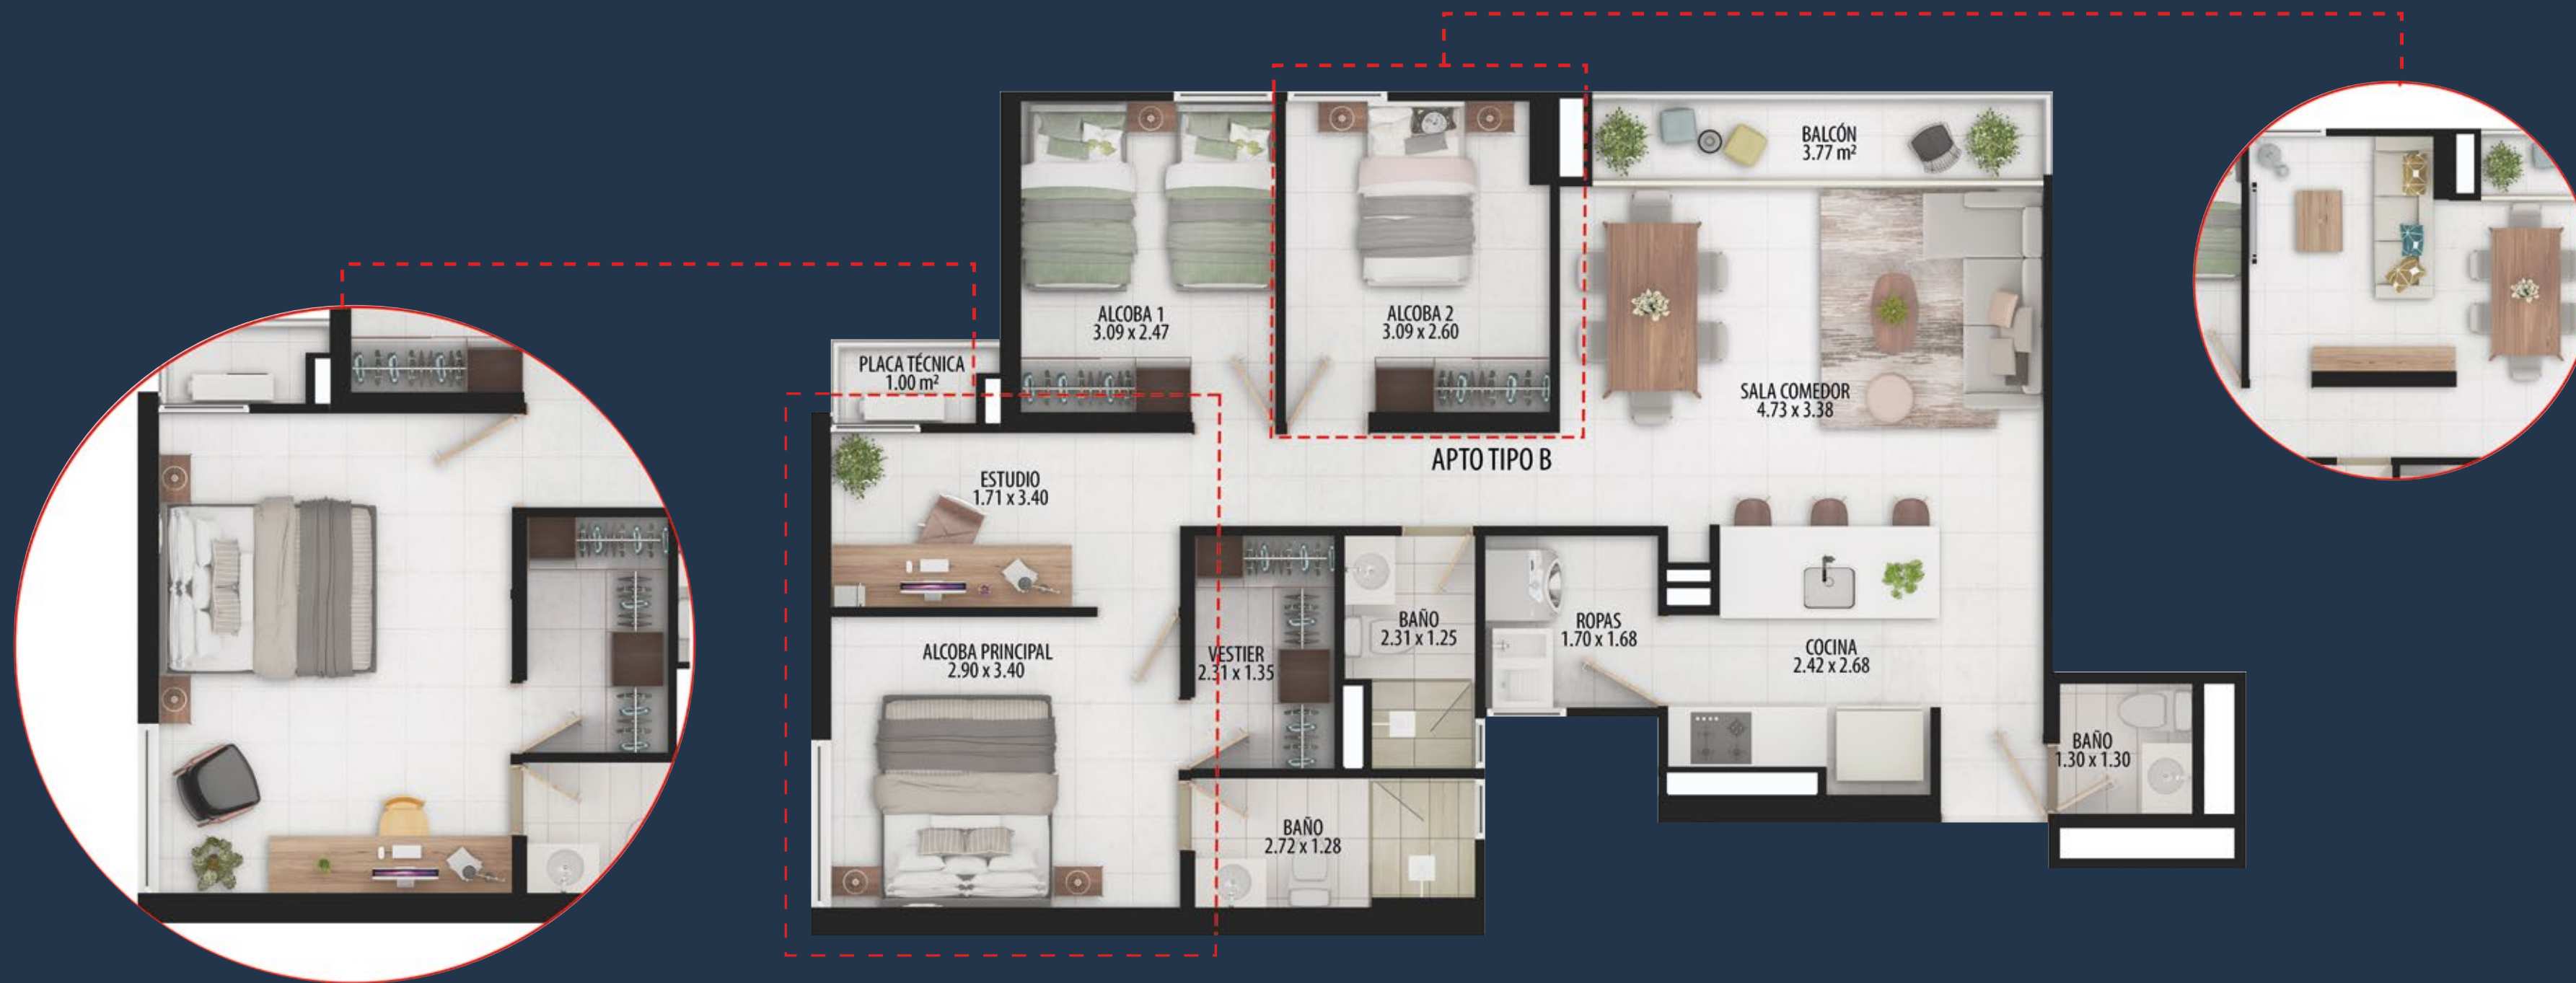 BALCÓN
3.77 m²
ALCOBA 1
3.09 x 2.47
ALCOBA 2
3.09 x 2.60
PLACA TÉCNICA
1.00 m²
SALA COMEDOR
4.73 x 3.38
APTO TIPO B
ESTUDIO
1.71 x 3.40
ALCOBA PRINCIPAL
2.90 x 3.40
VESTIER
2.31 x 1.35
BAÑO
2.31 x 1.25
ROPAS
1.70 x 1.68
COCINA
2.42 x 2.68
BAÑO
1.30 x 1.30
BAÑO
2.72 x 1.28